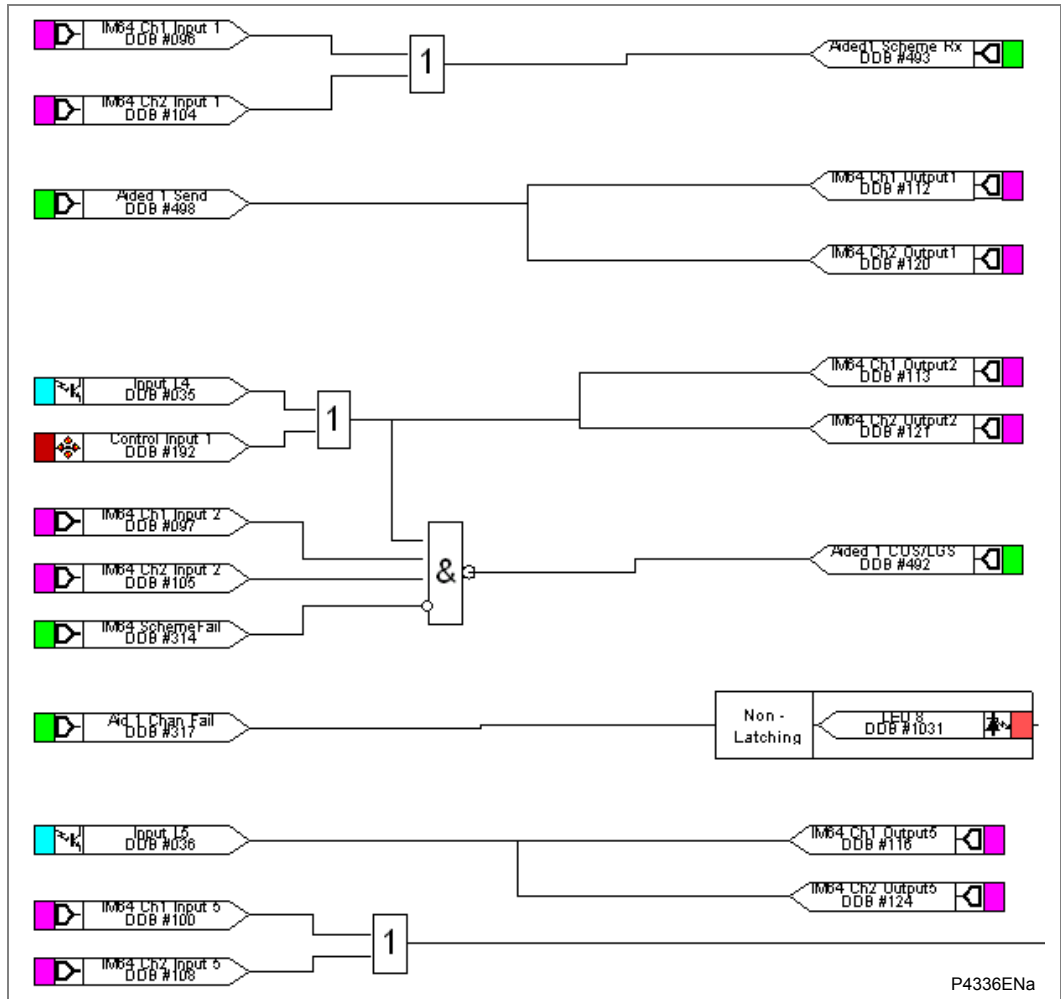 IM64 Ch1 Input 1
DDB #096
1
Aided1 Scheme Rx
DDB #493
IM64 Ch2 Input 1
DDB #104
Aided 1 Send
DDB #498
IM64 Ch1 Output1
DDB #112
IM64 Ch2 Output1
DDB #120
IM64 Ch1 Output2
DDB #113
Input L4
DDB #035
1
IM64 Ch2 Output2
DDB #121
Control Input 1
DDB #192
IM64 Ch1 Input 2
DDB #097
&
Aided 1 COS/LGS
DDB #492
IM64 Ch2 Input 2
DDB #105
IM64 SchemeFail
DDB #314
Aid 1 Chan Fail
DDB #317
Non -
Latching
LED 8
DDB #1031
Input L5
DDB #036
IM64 Ch1 Output5
DDB #116
IM64 Ch2 Output5
DDB #124
IM64 Ch1 Input 5
DDB #100
1
IM64 Ch2 Input 5
DDB #108
P4336ENa